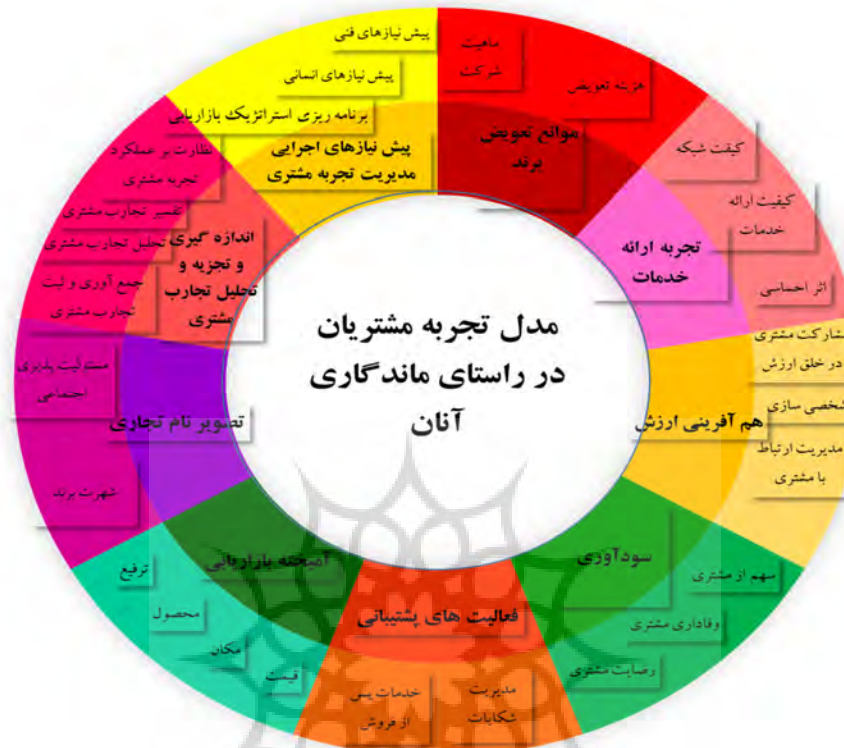 مدل تجربه مشتریان
در راستای ماندگاری
آنان
موانع تعویض
برند
ماهیت
شرکت
هزینه تعویض
تجربه ارائه
خدمات
کیفت شبکه
کیفیت ارائه
خدمات
اثر احساسی
هم آفرینی ارزش
مشارکت مشتری
در خلق ارزش
شخصی سازی
مدیریت ارتباط
با مشتری
سودآوری
سهم از مشتری
وفاداری مشتری
رضایت مشتری
فعالیت های پشتیبانی
مدیریت
شکایات
خدمات پس
از فروش
آمیخته بازاریابی
ترفیع
محصول
مکان
قیمت
تصویر نام تجاری
مسئولیت پذیری
اجتماعی
شهرت برند
اندازه گیری
و تجزیه و
تحلیل تجارب
مشتری
نظارت بر عملکرد
تجربه مشتری
تفسیر تجارب مشتری
تحلیل تجارب مشتری
جمع آوری و ثبت
تجارب مشتری
پیش نیازهای اجرایی
مدیریت تجربه مشتری
پیش نیازهای فنی
پیش نیازهای انسانی
برنامه ریزی استراتژیک بازاریابی